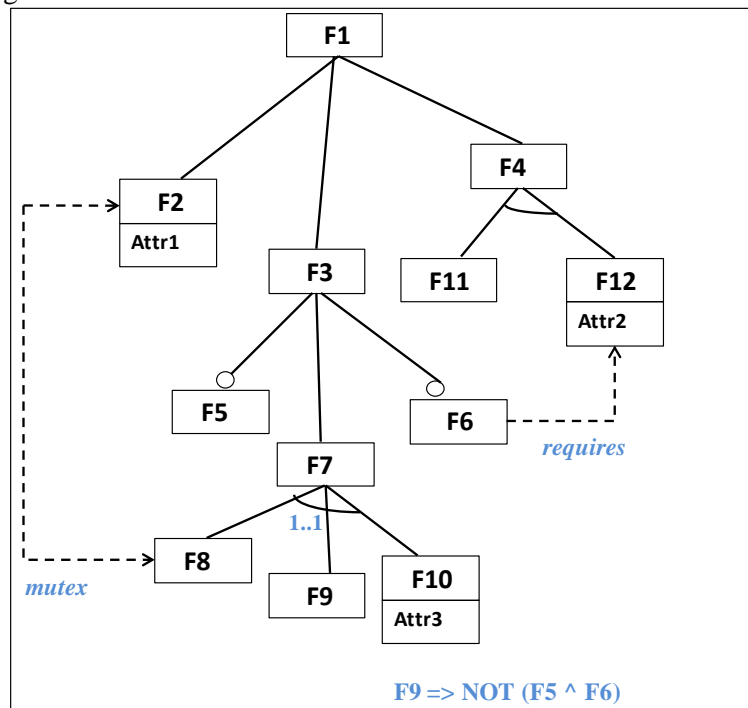 F1
F4
F2
Attr1
F3
F11
F12
Attr2
F5
F6
requires
F7
1..1
F8
F10
mutex
F9
Attr3
F9 => NOT (F5 ^ F6)